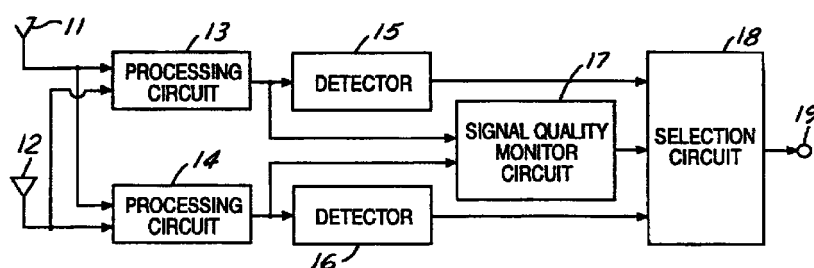 11
13
PROCESSING
CIRCUIT
15
DETECTOR
17
SIGNAL QUALITY
MONITOR
CIRCUIT
18
SELECTION
CIRCUIT
19
12
14
PROCESSING
CIRCUIT
DETECTOR
16